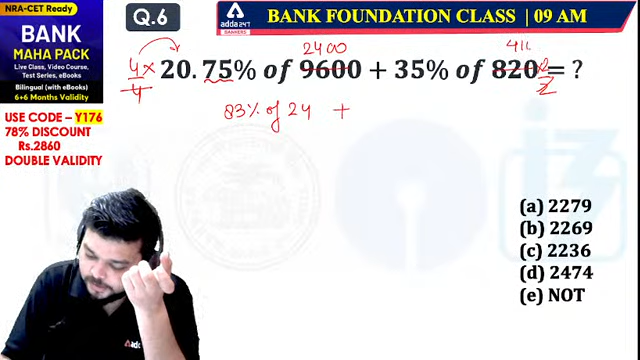 NRA-CET Ready
BANK
MAHA PACK
Live Class, Video Course,
Test Series, eBooks
Bilingual (with eBooks)
6+6 Months Validity
USE CODE – Y176
78% DISCOUNT
Rs.2860
DOUBLE VALIDITY
Q.6
adda247
BANKERS
BANK FOUNDATION CLASS | 09 AM
2400
4/4 × 20.75% of 9600 + 35% of 820 = ?
83% of 24 +
(a) 2279
(b) 2269
(c) 2236
(d) 2474
(e) NOT